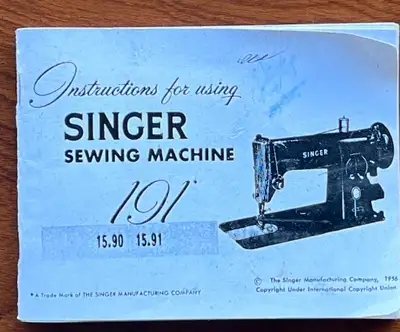 Instructions for using
SINGER
SEWING MACHINE
191*
15.90 15.91
SINGER
© The Singer Manufacturing Company, 1956
Copyright Under International Copyright Union
* A Trade Mark of THE SINGER MANUFACTURING COMPANY